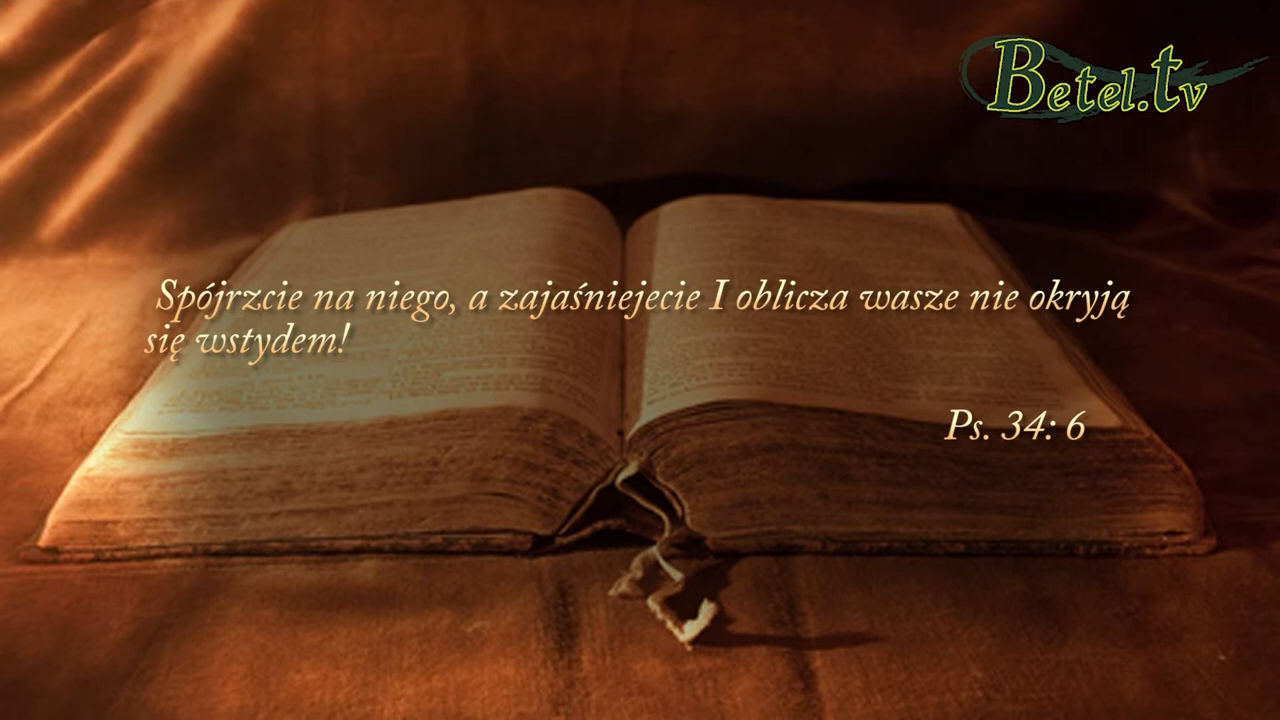 Betel.tv
Spójrzcie na niego, a zajaśniejecie I oblicza wasze nie okryją
się wstydem!
Ps. 34: 6